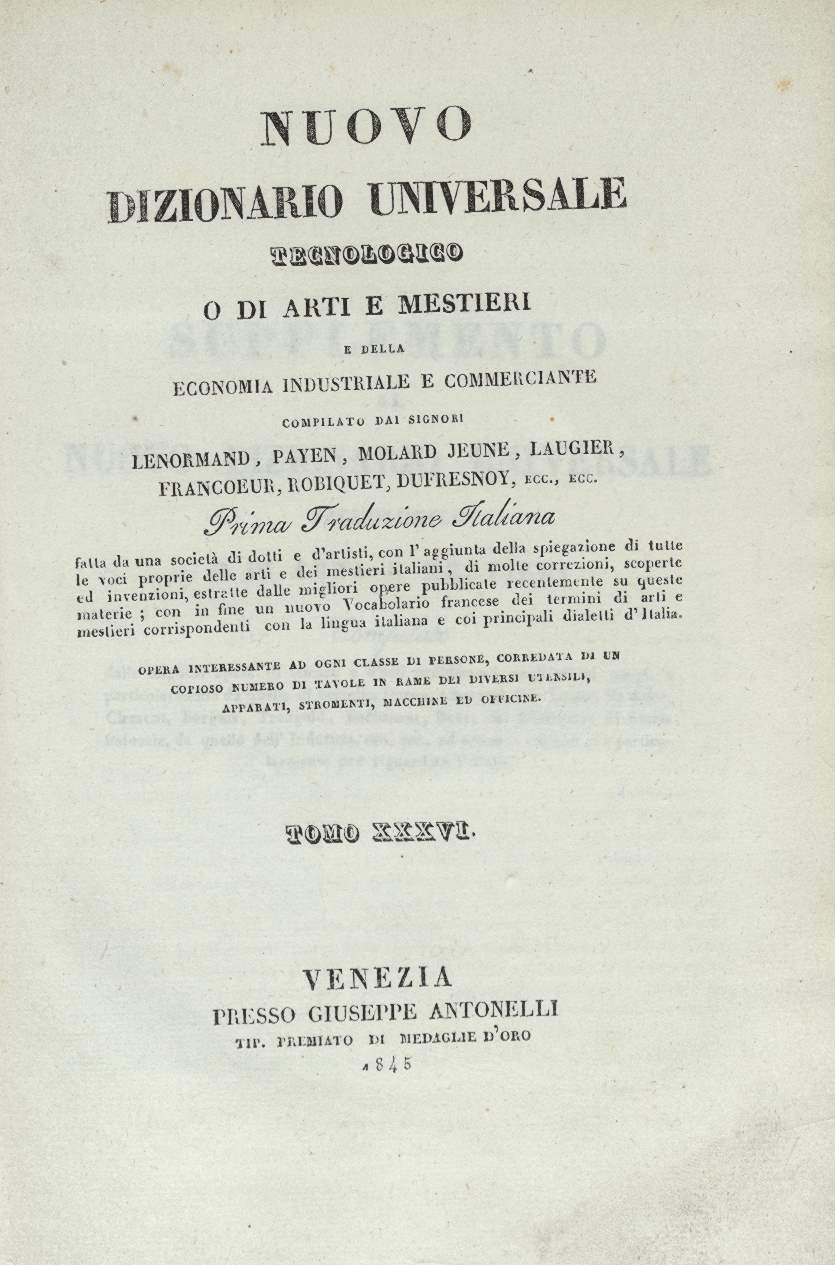 NUOVO
DIZIONARIO UNIVERSALE
TECNOLOGICO
O DI ARTI E MESTIERI
E DELLA
ECONOMIA INDUSTRIALE E COMMERCIANTE
COMPILATO DAI SIGNORI
LENORMAND, PAYEN, MOLARD JEUNE, LAUGIER,
FRANCOEUR, ROBIQUET, DUFRESNOY, ECC., ECC.
Prima Traduzione Italiana
fatta da una società di dotti e d'artisti, con l'aggiunta della spiegazione di tutte
le voci proprie delle arti e dei mestieri italiani, di molte correzioni, scoperte
ed invenzioni, estratte dalle migliori opere pubblicate recentemente su queste
materie; con in fine un nuovo Vocabolario francese dei termini di arti e
mestieri corrispondenti con la lingua italiana e coi principali dialetti d'Italia.
OPERA INTERESSANTE AD OGNI CLASSE DI PERSONE, CORREDATA DI UN
COPIOSO NUMERO DI TAVOLE IN RAME DEI DIVERSI UTENSILI,
APPARATI, STROMENTI, MACCHINE ED OFFICINE.
TOMO XXXVI.
VENEZIA
PRESSO GIUSEPPE ANTONELLI
TIP. PREMIATO DI MEDAGLIE D'ORO
1845